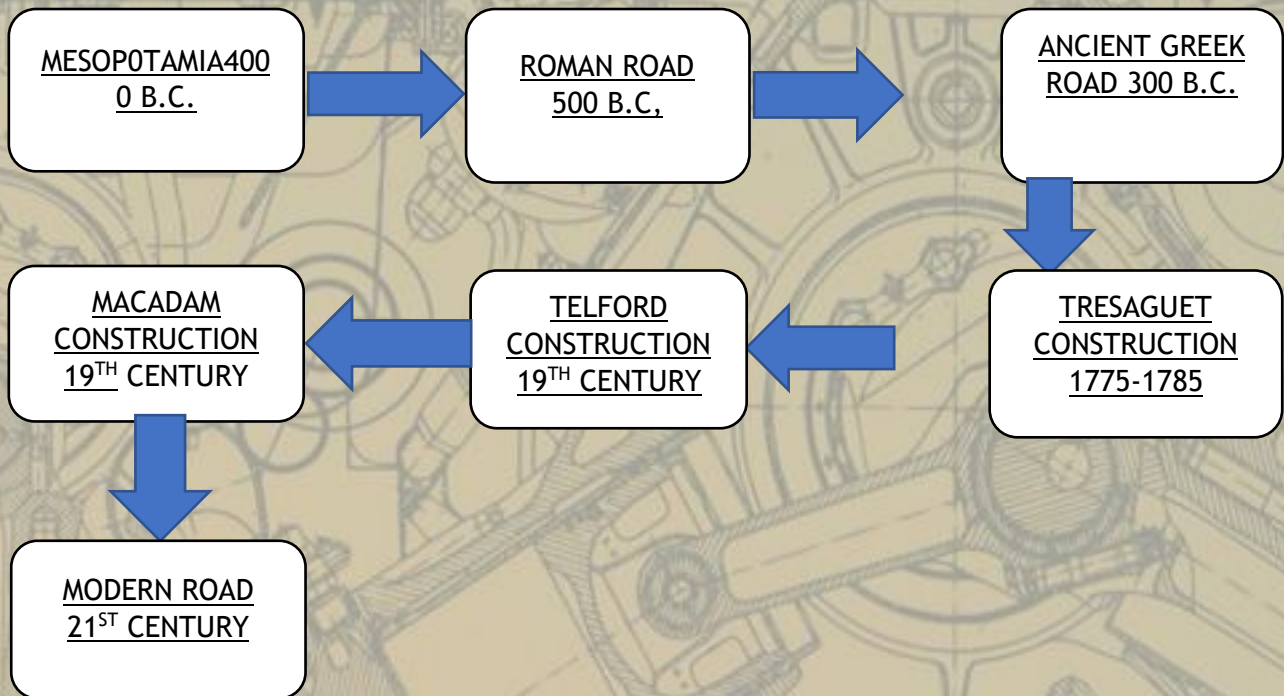 MESOP0TAMIA400
0 B.C.
ROMAN ROAD
500 B.C,
ANCIENT GREEK
ROAD 300 B.C.
TRESAGUET
CONSTRUCTION
1775-1785
TELFORD
CONSTRUCTION
19TH CENTURY
MACADAM
CONSTRUCTION
19TH CENTURY
MODERN ROAD
21ST CENTURY